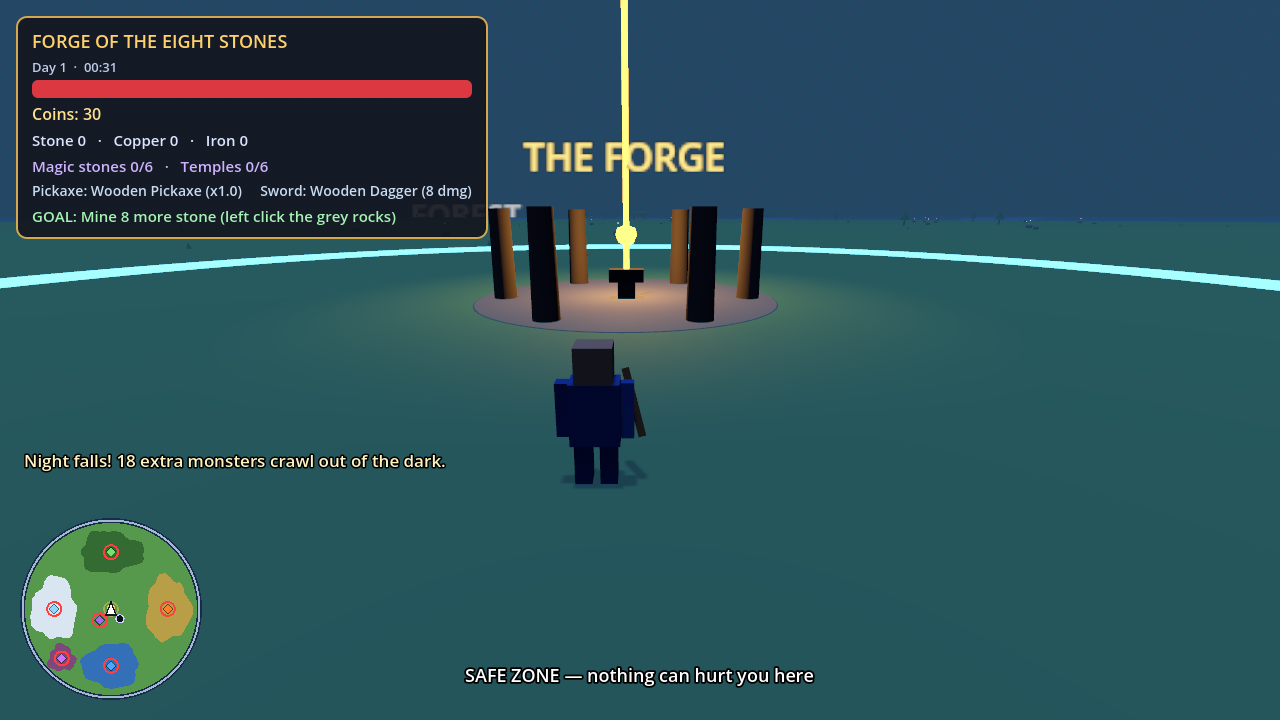 FORGE OF THE EIGHT STONES
Day 1 · 00:31
Coins: 30
Stone 0 · Copper 0 · Iron 0
Magic stones 0/6 · Temples 0/6
Pickaxe: Wooden Pickaxe (x1.0) Sword: Wooden Dagger (8 dmg)
GOAL: Mine 8 more stone (left click the grey rocks)
THE FORGE
FOREST
Night falls! 18 extra monsters crawl out of the dark.
SAFE ZONE — nothing can hurt you here